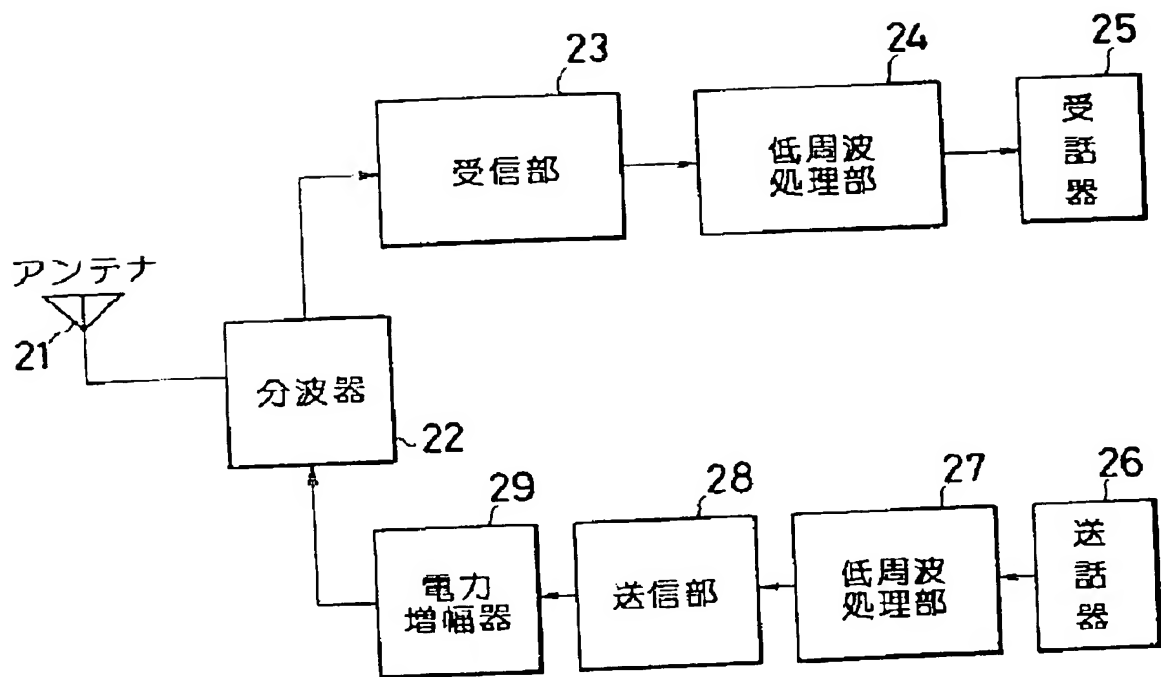 23
24
25
受信部
低周波
処理部
受話器
アンテナ
21
分波器
22
29
28
27
26
電力
増幅器
送信部
低周波
処理部
送話器